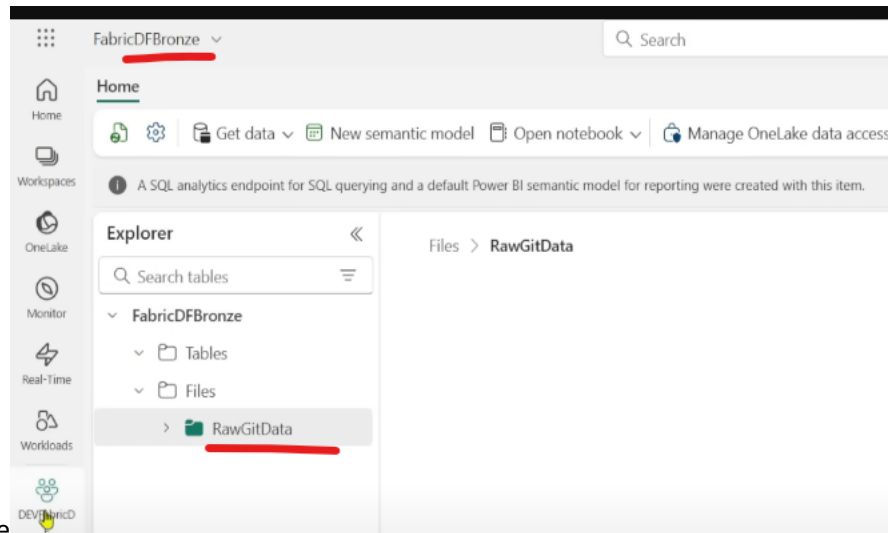 FabricDFBronze
Search
Home
Home
Get data
New semantic model
Open notebook
Manage OneLake data access
Workspaces
A SQL analytics endpoint for SQL querying and a default Power BI semantic model for reporting were created with this item.
OneLake
Explorer
Files > RawGitData
Search tables
Monitor
FabricDFBronze
Tables
Real-Time
Files
RawGitData
Workloads
DEVFabricD
e